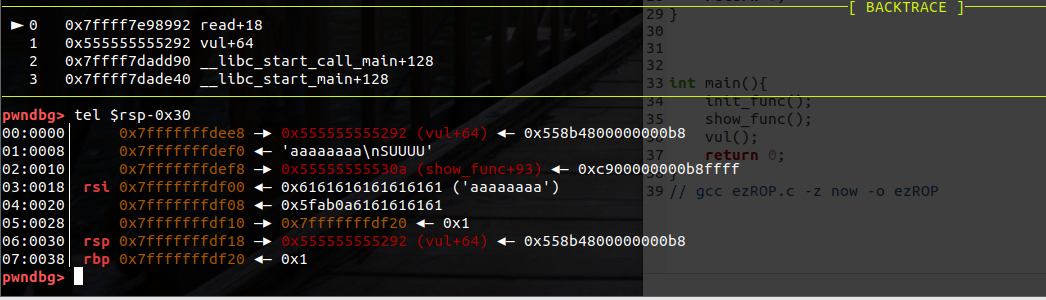 [ BACKTRACE ]
► 0 0x7ffff7e98992 read+18
1 0x555555555292 vul+64
2 0x7ffff7dadd90 __libc_start_call_main+128
3 0x7ffff7dade40 __libc_start_main+128
pwndbg> tel $rsp-0x30
00:0000│ 0x7fffffffdee8 —▸ 0x555555555292 (vul+64) ◂— 0x558b4800000000b8
01:0008│ 0x7fffffffdef0 ◂— 'aaaaaaaa\nSUUUU'
02:0010│ 0x7fffffffdef8 —▸ 0x55555555530a (show_func+93) ◂— 0xc900000000b8ffff
03:0018│ rsi 0x7fffffffdf00 ◂— 0x6161616161616161 ('aaaaaaaa')
04:0020│ 0x7fffffffdf08 ◂— 0x5fab0a6161616161
05:0028│ 0x7fffffffdf10 —▸ 0x7fffffffdf20 ◂— 0x1
06:0030│ rsp 0x7fffffffdf18 —▸ 0x555555555292 (vul+64) ◂— 0x558b4800000000b8
07:0038│ rbp 0x7fffffffdf20 ◂— 0x1
pwndbg>
29 }
30
31
32
33 int main(){
34 init_func();
35 show_func();
36 vul();
37 return 0;
38 }
39 // gcc ezROP.c -z now -o ezROP